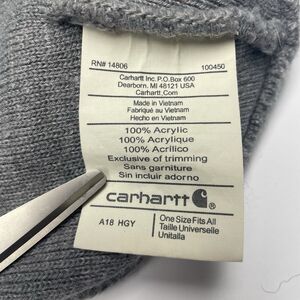 RN# 14806 100450
Carhartt Inc. P.O.Box 600
Dearborn, MI 48121 USA
Carhartt.Com
Made in Vietnam
Fabriqué au Vietnam
Hecho en Vietnam
100% Acrylic
100% Acrylique
100% Acrílico
Exclusive of trimming
Sans garniture
Sin incluir adorno
carhartt
A18 HGY
One Size Fits All
Taille Universelle
Unitalla